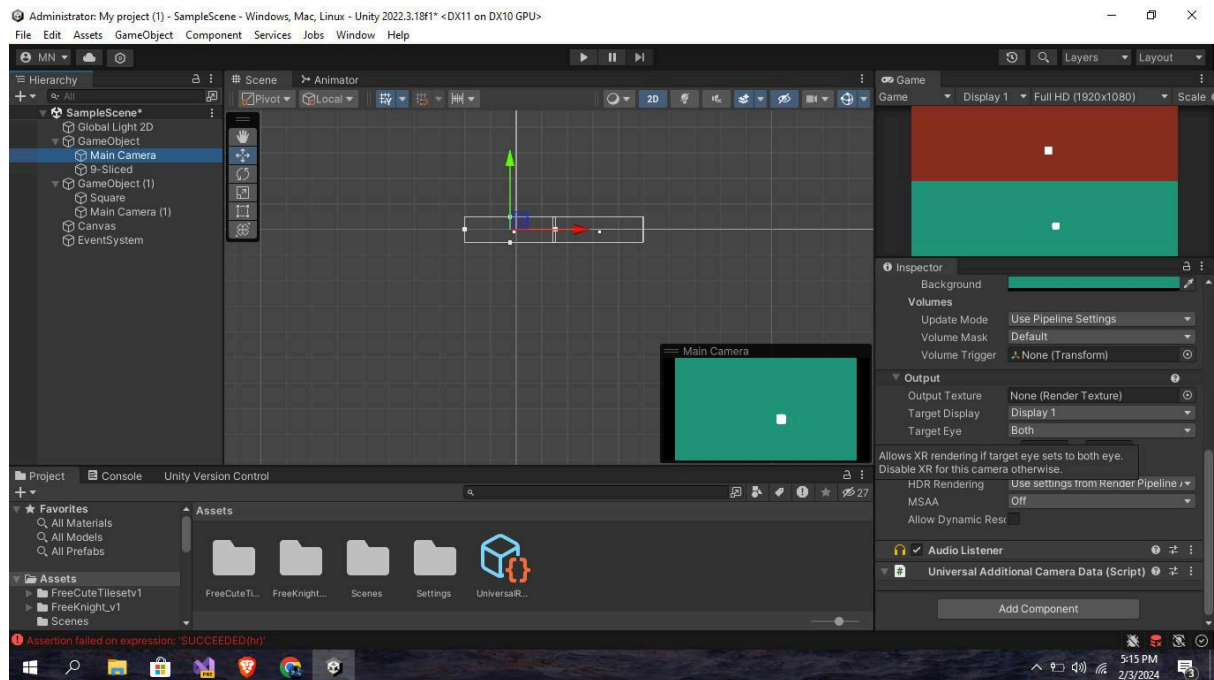 Administrator: My project (1) - SampleScene - Windows, Mac, Linux - Unity 2022.3.18f1* <DX11 on DX10 GPU>
File Edit Assets GameObject Component Services Jobs Window Help
MN Layers Layout
Hierarchy
All
SampleScene*
Global Light 2D
GameObject
Main Camera
9-Sliced
GameObject (1)
Square
Main Camera (1)
Canvas
EventSystem
Scene Animator
Pivot Local 2D
Main Camera
Game
Game Display 1 Full HD (1920x1080) Scale
Inspector
Background
Volumes
Update Mode Use Pipeline Settings
Volume Mask Default
Volume Trigger None (Transform)
Output
Output Texture None (Render Texture)
Target Display Display 1
Target Eye Both
Allows XR rendering if target eye sets to both eye.
Disable XR for this camera otherwise.
HDR Rendering Use settings from Render Pipeline
MSAA Off
Allow Dynamic Res
Audio Listener
# Universal Additional Camera Data (Script)
Add Component
Project Console Unity Version Control
27
Favorites
All Materials
All Models
All Prefabs
Assets
FreeCuteTilesetv1
FreeKnight_v1
Scenes
Assets
FreeCuteTi... FreeKnight... Scenes Settings UniversalR...
Assertion failed on expression: 'SUCCEEDED(hr)'
PRE
5:15 PM
2/3/2024
3